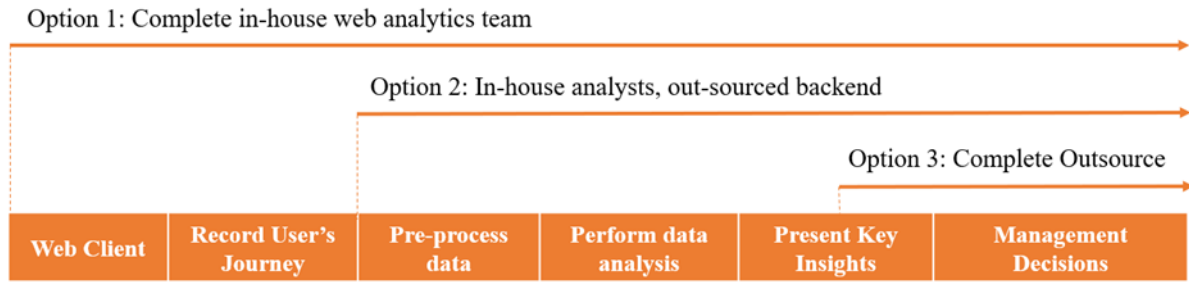 Option 1: Complete in-house web analytics team
Option 2: In-house analysts, out-sourced backend
Option 3: Complete Outsource
Web Client
Record User's
Journey
Pre-process
data
Perform data
analysis
Present Key
Insights
Management
Decisions